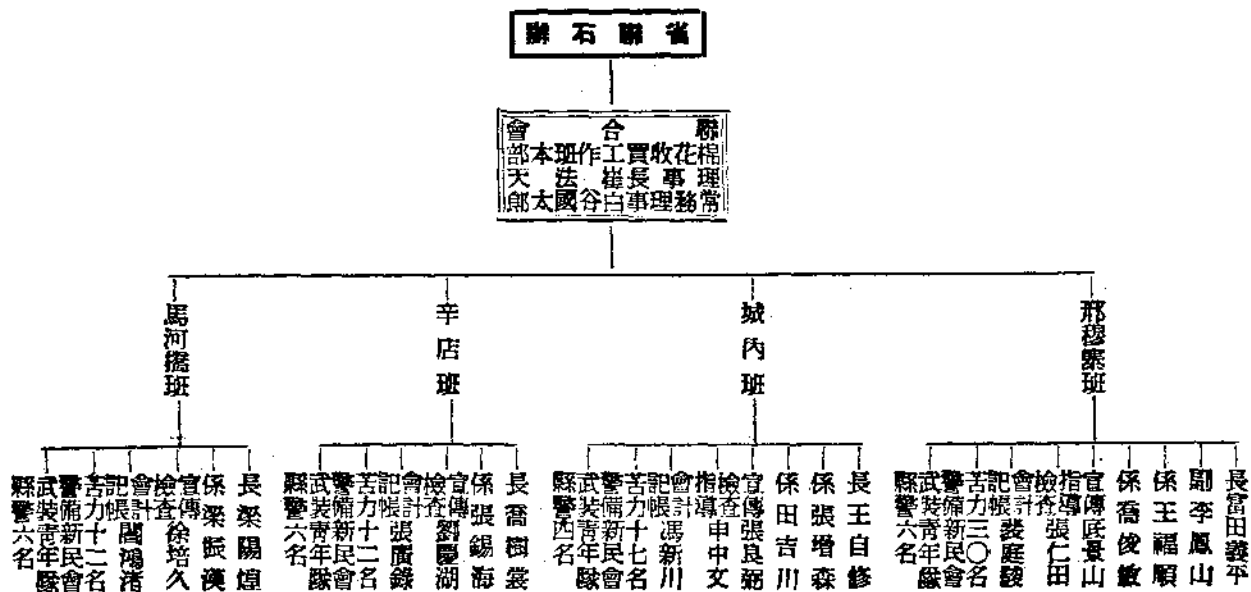 省聯石辦
聯合會
棉花收買工作班本部
理事長崔法天
常務理事白谷國太郎
邢穆寨班
長富田義平
副李鳳山
係王福順
係喬俊敏
宣傳底景山
指導
檢查張仁田
會計
記帳裴庭駿
苦力三〇名
警備新民會
武裝青年隊
縣警六名
城內班
長王自修
係張增森
係田吉川
宣傳張良弼
檢查
指導申中文
會計
記帳馮新川
苦力十七名
警備新民會
武裝青年隊
縣警四名
辛店班
長喬樹裳
係張錫海
宣傳
檢查劉慶湖
會計
記帳張廣錄
苦力十二名
警備新民會
武裝青年隊
縣警六名
馬河橋班
長梁陽煌
係梁振漢
宣傳
檢查徐培久
會計
記帳閻鴻渚
苦力十二名
警備新民會
武裝青年隊
縣警六名